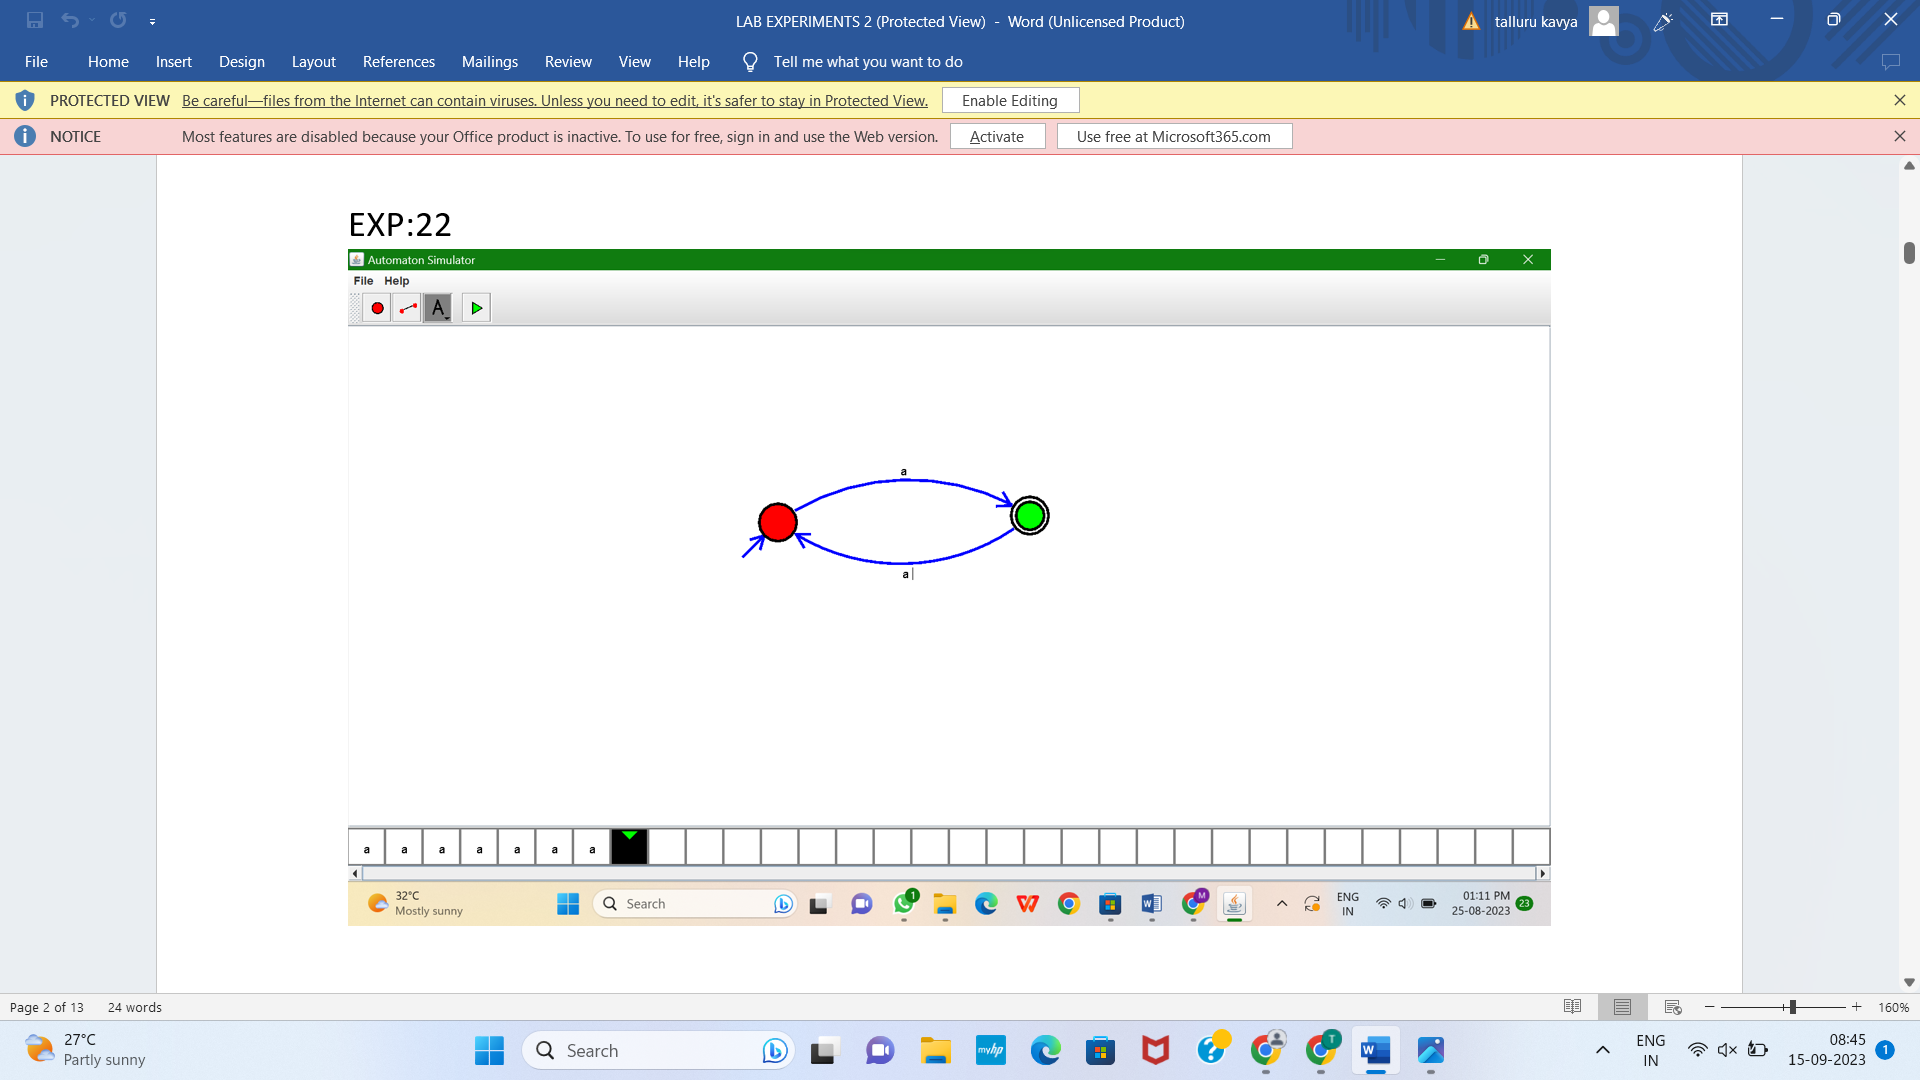 LAB EXPERIMENTS 2 (Protected View) - Word (Unlicensed Product)
talluru kavya
File Home Insert Design Layout References Mailings Review View Help Tell me what you want to do
PROTECTED VIEW Be careful—files from the Internet can contain viruses. Unless you need to edit, it's safer to stay in Protected View. Enable Editing
NOTICE Most features are disabled because your Office product is inactive. To use for free, sign in and use the Web version. Activate Use free at Microsoft365.com
EXP:22
Automaton Simulator
File Help
A
a
a
a a a a a a a
32°C
Mostly sunny
Search
1
M
ENG
IN
01:11 PM
25-08-2023
23
Page 2 of 13 24 words
160%
27°C
Partly sunny
Search
myhp
T
ENG
IN
08:45
15-09-2023
1